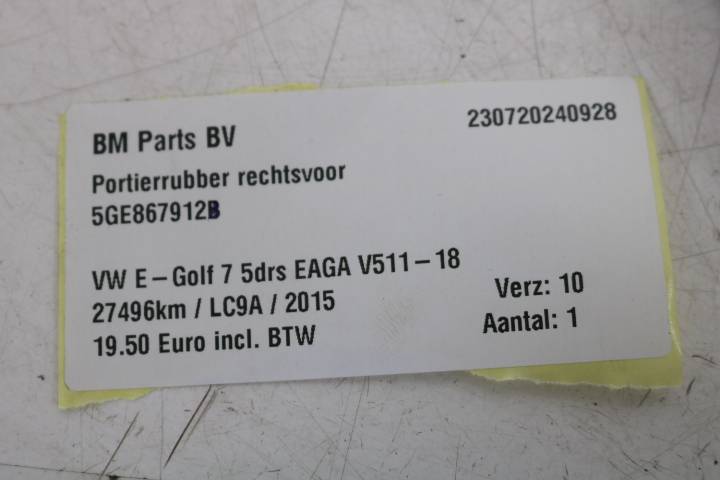 BM Parts BV
230720240928
Portierrubber rechtsvoor
5GE867912B
VW E-Golf 7 5drs EAGA V511-18
27496km / LC9A / 2015
Verz: 10
19.50 Euro incl. BTW
Aantal: 1